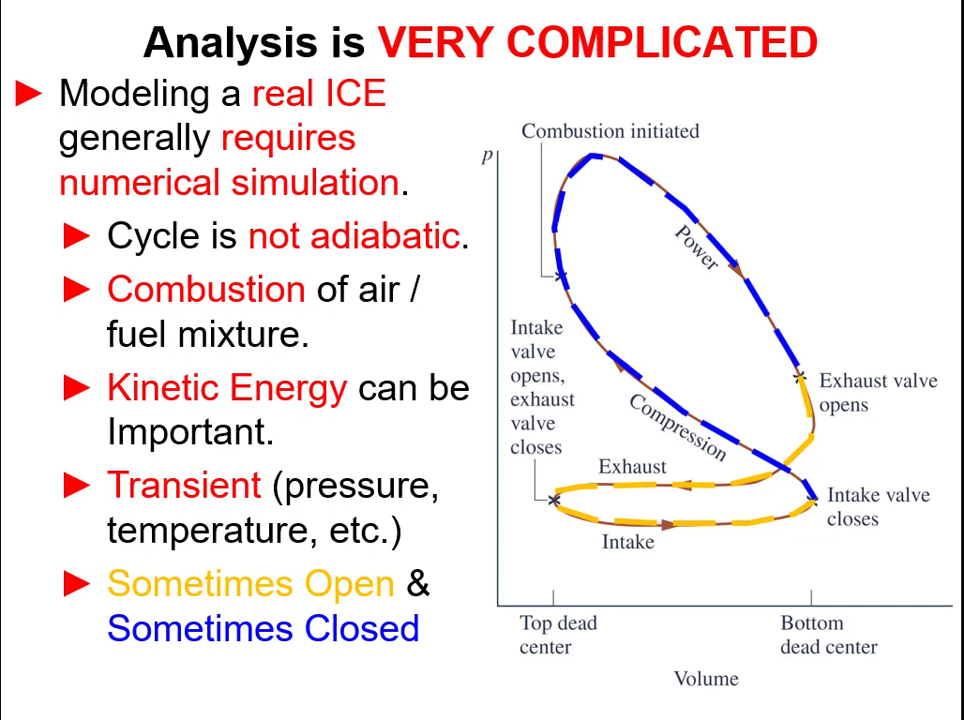 Analysis is VERY COMPLICATED
► Modeling a real ICE
generally requires
numerical simulation.
► Cycle is not adiabatic.
► Combustion of air /
fuel mixture.
► Kinetic Energy can be
Important.
► Transient (pressure,
temperature, etc.)
► Sometimes Open &
Sometimes Closed
Combustion initiated
p
Power
Intake
valve
opens,
exhaust
valve
closes
Compression
Exhaust valve
opens
Exhaust
Intake valve
closes
Intake
Top dead
center
Bottom
dead center
Volume